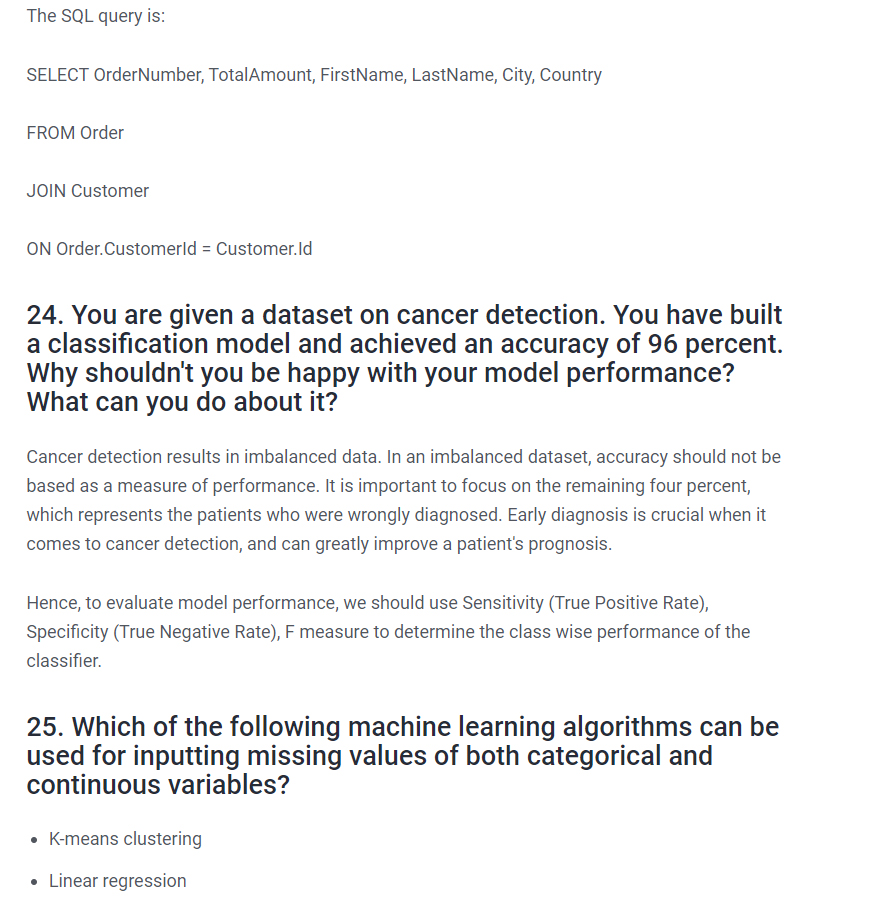 The SQL query is:
SELECT OrderNumber, TotalAmount, FirstName, LastName, City, Country
FROM Order
JOIN Customer
ON Order.CustomerId = Customer.Id
24. You are given a dataset on cancer detection. You have built
a classification model and achieved an accuracy of 96 percent.
Why shouldn't you be happy with your model performance?
What can you do about it?
Cancer detection results in imbalanced data. In an imbalanced dataset, accuracy should not be
based as a measure of performance. It is important to focus on the remaining four percent,
which represents the patients who were wrongly diagnosed. Early diagnosis is crucial when it
comes to cancer detection, and can greatly improve a patient's prognosis.
Hence, to evaluate model performance, we should use Sensitivity (True Positive Rate),
Specificity (True Negative Rate), F measure to determine the class wise performance of the
classifier.
25. Which of the following machine learning algorithms can be
used for inputting missing values of both categorical and
continuous variables?
• K-means clustering
• Linear regression